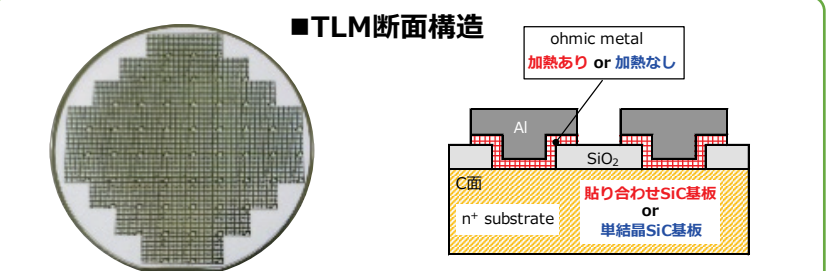 ■TLM断面構造
ohmic metal
加熱あり or 加熱なし
Al
SiO₂
C面
n⁺ substrate
貼り合わせSiC基板
or
単結晶SiC基板